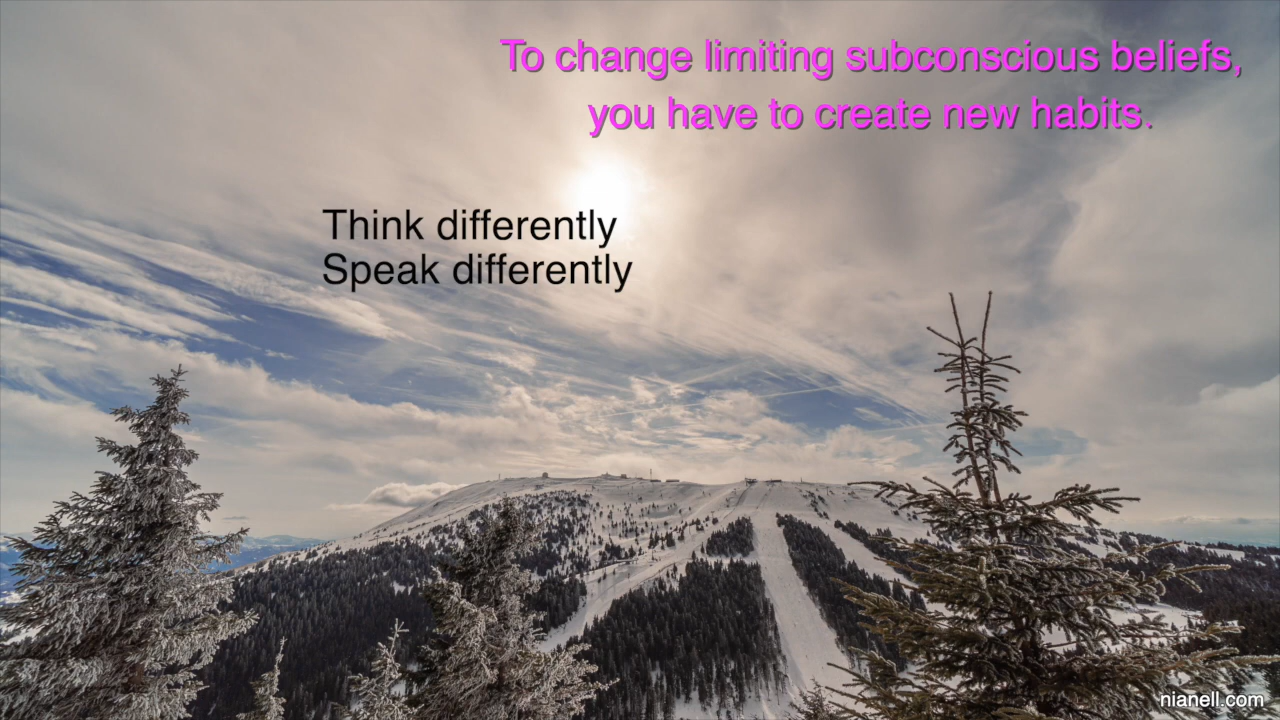 To change limiting subconscious beliefs,
you have to create new habits.
Think differently
Speak differently
nianell.com